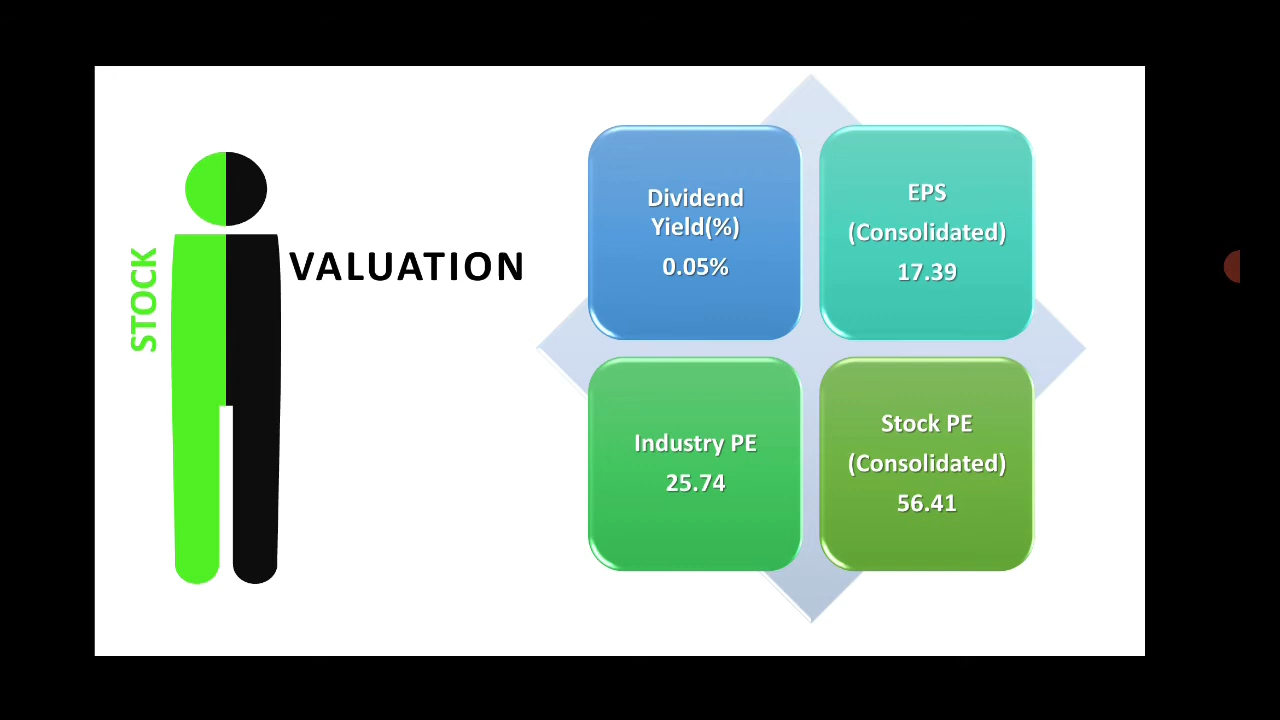 STOCK
VALUATION
Dividend
Yield(%)
0.05%
EPS
(Consolidated)
17.39
Industry PE
25.74
Stock PE
(Consolidated)
56.41